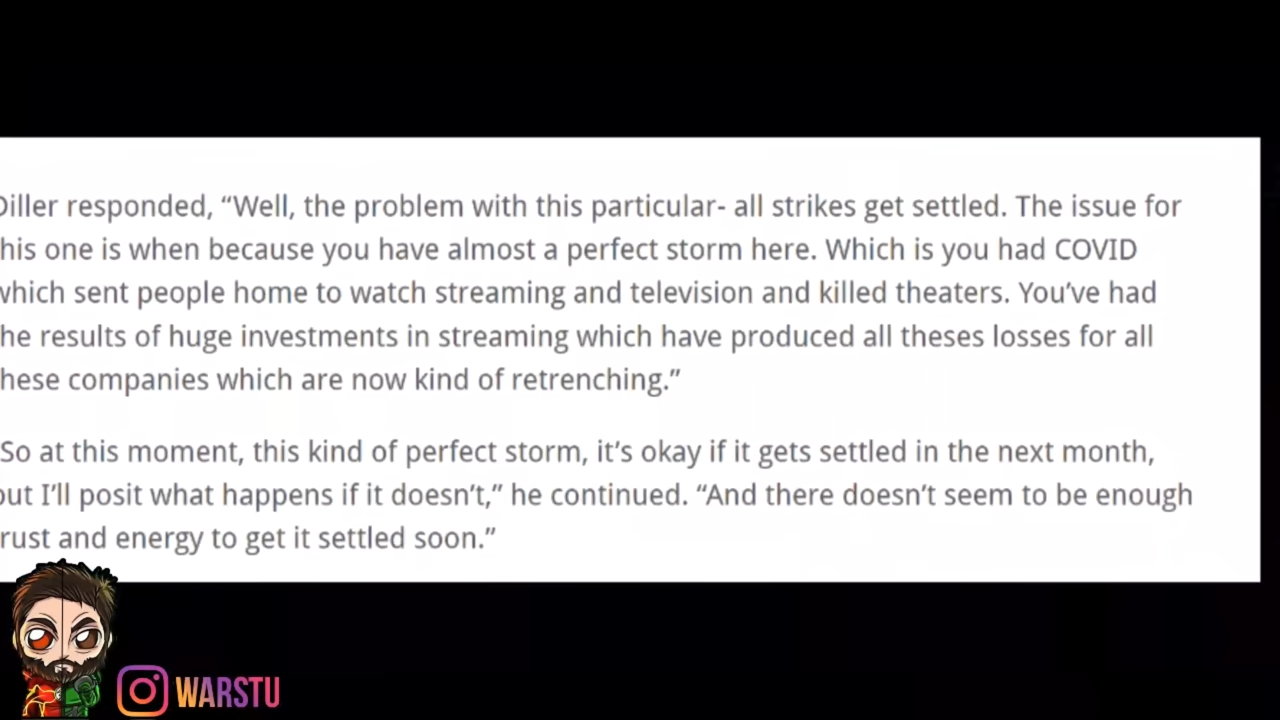 Diller responded, “Well, the problem with this particular- all strikes get settled. The issue for
his one is when because you have almost a perfect storm here. Which is you had COVID
which sent people home to watch streaming and television and killed theaters. You’ve had
he results of huge investments in streaming which have produced all theses losses for all
hese companies which are now kind of retrenching.”
So at this moment, this kind of perfect storm, it’s okay if it gets settled in the next month,
but I’ll posit what happens if it doesn’t,” he continued. “And there doesn’t seem to be enough
rust and energy to get it settled soon.”
WARSTU